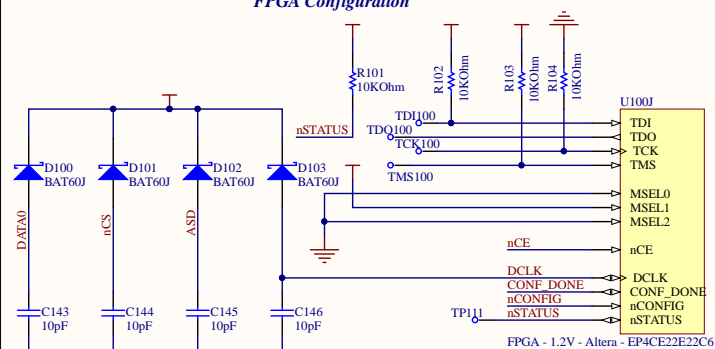 FPGA Configuration
R101
10KOhm
R102
10KOhm
R103
10KOhm
R104
10KOhm
U100J
nSTATUS
TDI100
TDO100
TCK100
TMS100
TDI
TDO
TCK
TMS
MSEL0
MSEL1
MSEL2
nCE
nCE
DCLK
DCLK
CONF_DONE
CONF_DONE
nCONFIG
nCONFIG
TP111
nSTATUS
nSTATUS
D100
BAT60J
D101
BAT60J
D102
BAT60J
D103
BAT60J
DATA0
nCS
ASD
C143
10pF
C144
10pF
C145
10pF
C146
10pF
FPGA - 1.2V - Altera - EP4CE22E22C6